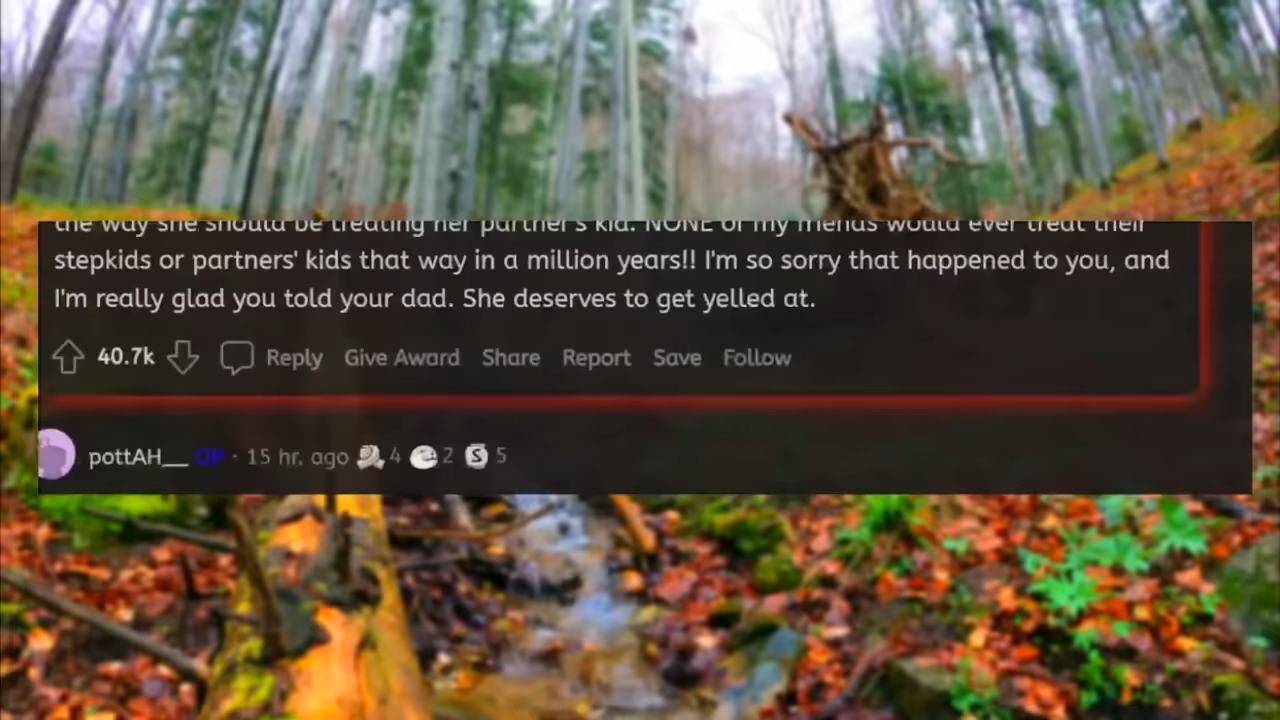 the way she should be treating her partner's kid. NONE of my friends would ever treat their
stepkids or partners' kids that way in a million years!! I'm so sorry that happened to you, and
I'm really glad you told your dad. She deserves to get yelled at.
40.7k Reply Give Award Share Report Save Follow
pottAH__ OP · 15 hr. ago 4 2 S 5